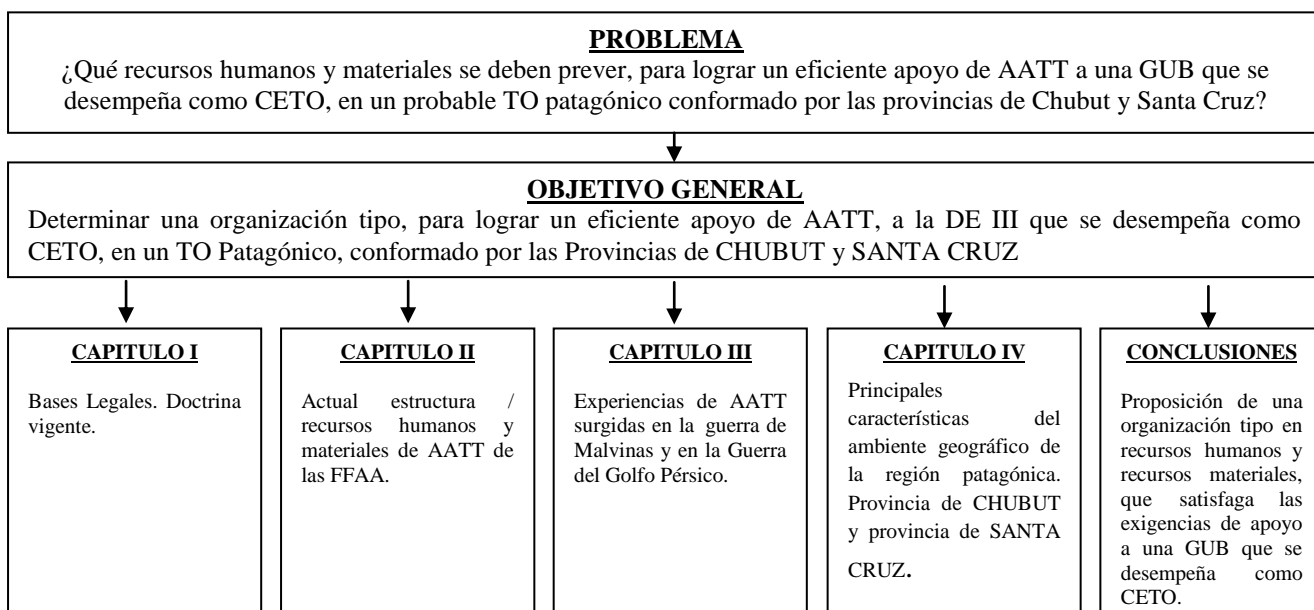 PROBLEMA
¿Qué recursos humanos y materiales se deben prever, para lograr un eficiente apoyo de AATT a una GUB que se
desempeña como CETO, en un probable TO patagónico conformado por las provincias de Chubut y Santa Cruz?
OBJETIVO GENERAL
Determinar una organización tipo, para lograr un eficiente apoyo de AATT, a la DE III que se desempeña como
CETO, en un TO Patagónico, conformado por las Provincias de CHUBUT y SANTA CRUZ
CAPITULO I
Bases Legales. Doctrina
vigente.
CAPITULO II
Actual estructura /
recursos humanos y
materiales de AATT de
las FFAA.
CAPITULO III
Experiencias de AATT
surgidas en la guerra de
Malvinas y en la Guerra
del Golfo Pérsico.
CAPITULO IV
Principales
características del
ambiente geográfico de
la región patagónica.
Provincia de CHUBUT
y provincia de SANTA
CRUZ.
CONCLUSIONES
Proposición de una
organización tipo en
recursos humanos y
recursos materiales,
que satisfaga las
exigencias de apoyo
a una GUB que se
desempeña como
CETO.